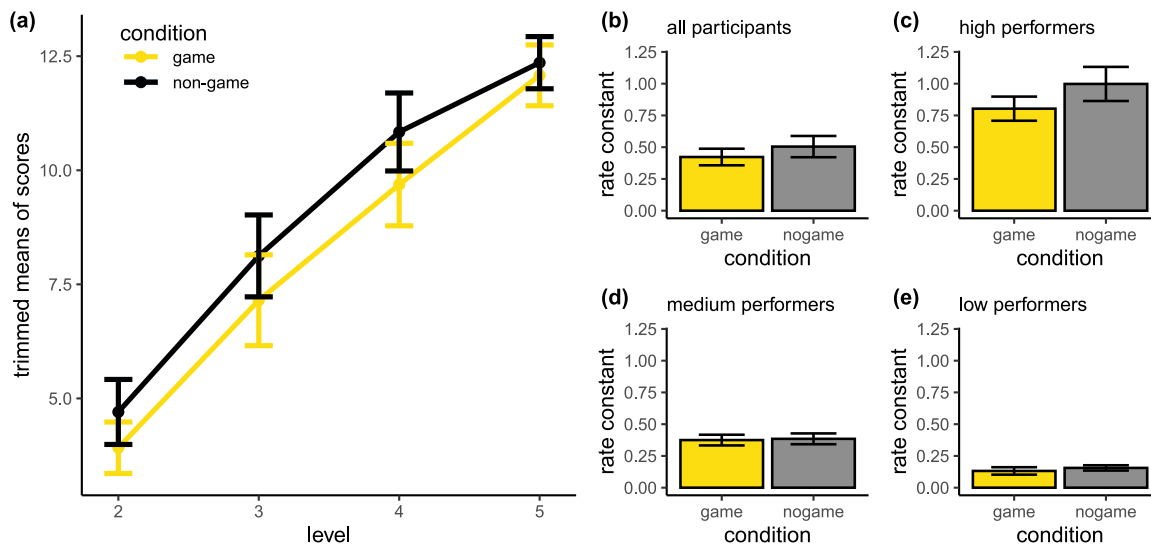 (a)
condition
game
non-game
trimmed means of scores
12.5
10.0
7.5
5.0
2
3
4
5
level
(b)
all participants
rate constant
1.25
1.00
0.75
0.50
0.25
0.00
game
nogame
condition
(c)
high performers
rate constant
1.25
1.00
0.75
0.50
0.25
0.00
game
nogame
condition
(d)
medium performers
rate constant
1.25
1.00
0.75
0.50
0.25
0.00
game
nogame
condition
(e)
low performers
rate constant
1.25
1.00
0.75
0.50
0.25
0.00
game
nogame
condition